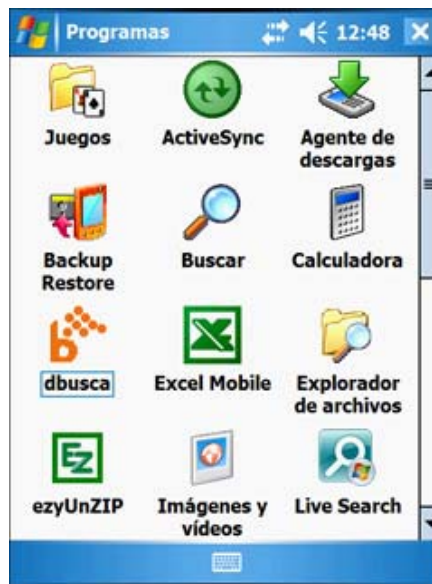 Programas 12:48
Juegos
ActiveSync
Agente de
descargas
Backup
Restore
Buscar
Calculadora
dbusca
Excel Mobile
Explorador
de archivos
ezyUnZIP
Imágenes y
vídeos
Live Search